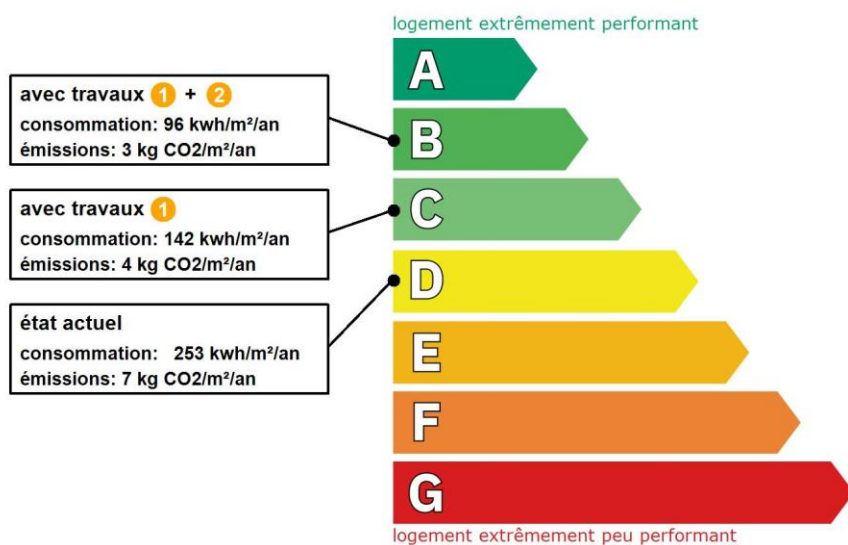 logement extrêmement performant
A
avec travaux 1 + 2
consommation: 96 kwh/m²/an
émissions: 3 kg CO2/m²/an
B
avec travaux 1
consommation: 142 kwh/m²/an
émissions: 4 kg CO2/m²/an
C
état actuel
consommation: 253 kwh/m²/an
émissions: 7 kg CO2/m²/an
D
E
F
G
logement extrêmement peu performant